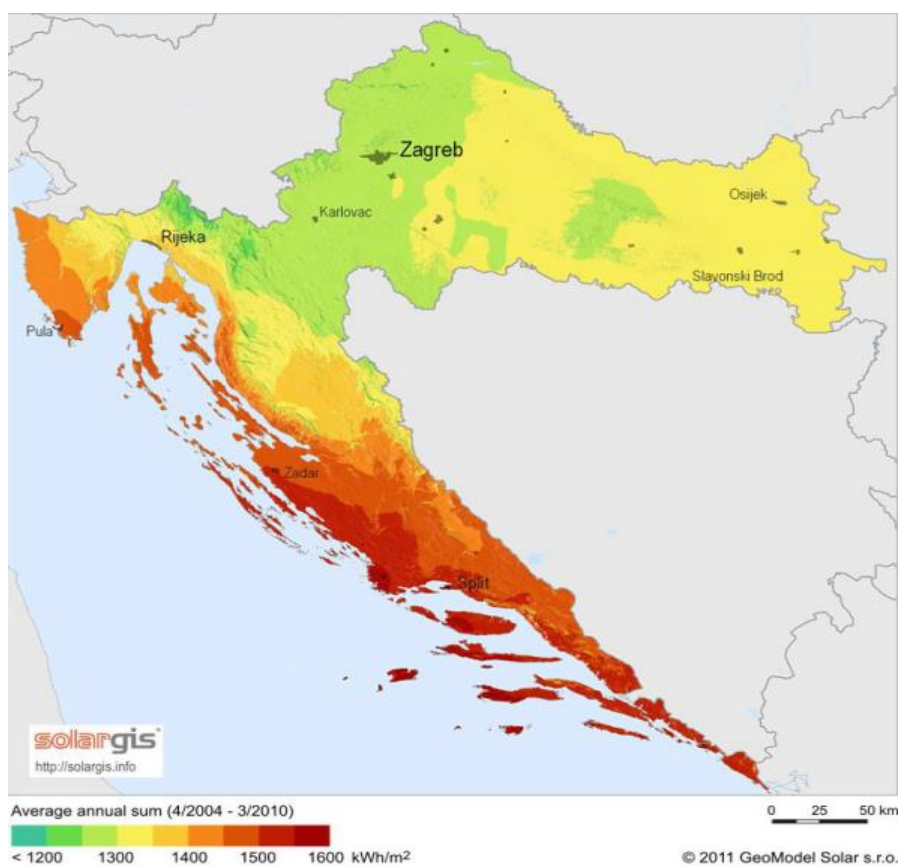 Zagreb
Karlovac
Osijek
Rijeka
Slavonski Brod
Pula
Zadar
Split
solargis
http://solargis.info
Average annual sum (4/2004 - 3/2010)
0 25 50 km
< 1200 1300 1400 1500 1600 kWh/m²
© 2011 GeoModel Solar s.r.o.